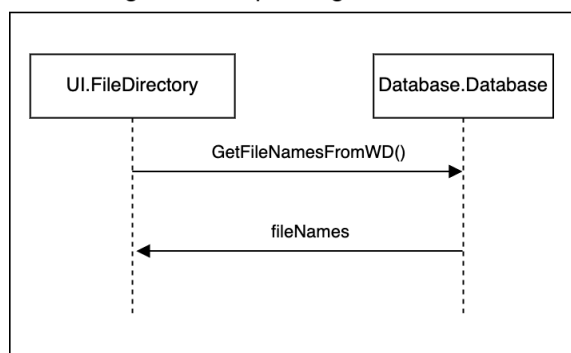 UI.FileDirectory
Database.Database
GetFileNamesFromWD()
fileNames